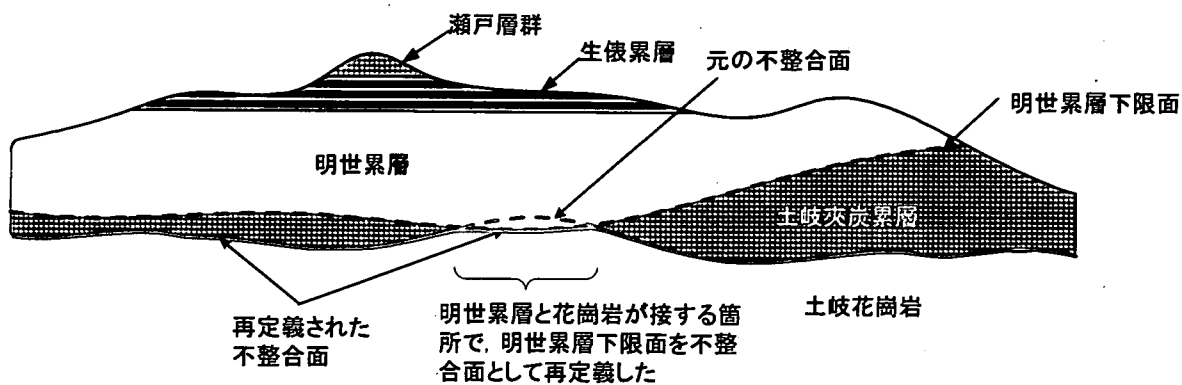 瀬戸層群
生俵累層
元の不整合面
明世累層下限面
明世累層
土岐夾炭累層
土岐花崗岩
再定義された
不整合面
明世累層と花崗岩が接する箇
所で, 明世累層下限面を不整
合面として再定義した